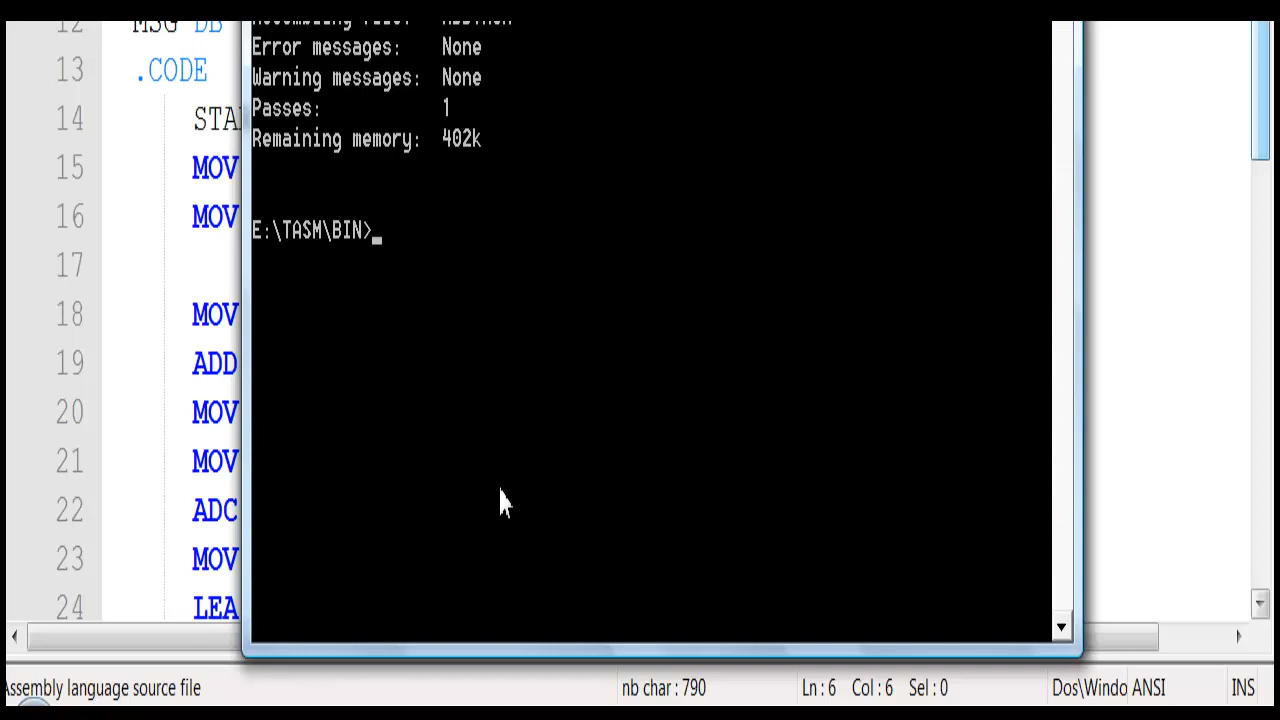 12 MSG DB
13 .CODE
14
15 MOV
16 MOV
17
18 MOV
19 ADD
20 MOV
21 MOV
22 ADC
23 MOV
24 LEA
Error messages: None
Warning messages: None
Passes: 1
Remaining memory: 402k
E:\TASM\BIN>
Assembly language source file nb char : 790 Ln : 6 Col : 6 Sel : 0 Dos\Windo ANSI INS